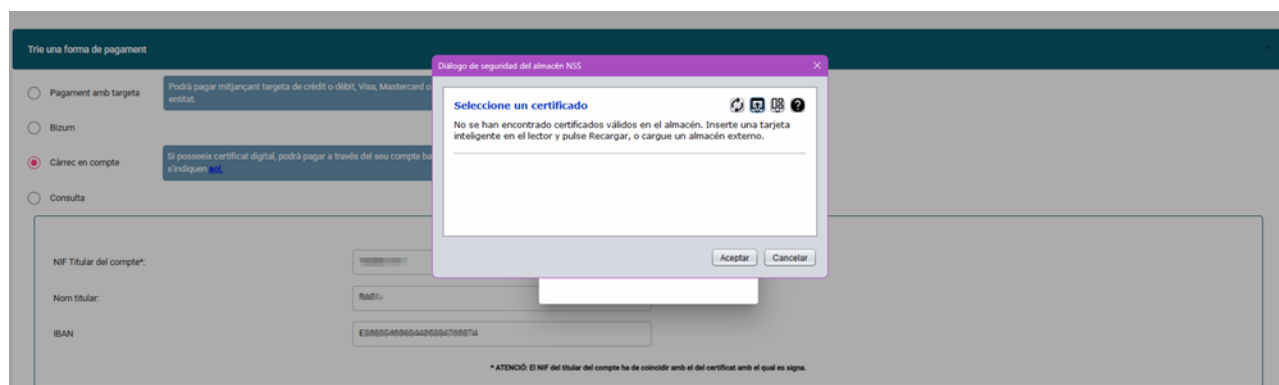 Trie una forma de pagament
Pagament amb targeta
Podrà pagar mitjançant targeta de crèdit o dèbit, Visa, Mastercard o
entitat.
Bizum
Càrrec en compte
Si posseeix certificat digital, podrà pagar a través del seu compte ba
s'indiquen ací.
Consulta
Diálogo de seguridad del almacén NSS
Seleccione un certificado
No se han encontrado certificados válidos en el almacén. Inserte una tarjeta
inteligente en el lector y pulse Recargar, o cargue un almacén externo.
Aceptar
Cancelar
NIF Titular del compte*:
Nom titular:
IBAN
* ATENCIÓ: El NIF del titular del compte ha de coincidir amb el del certificat amb el qual es signa.